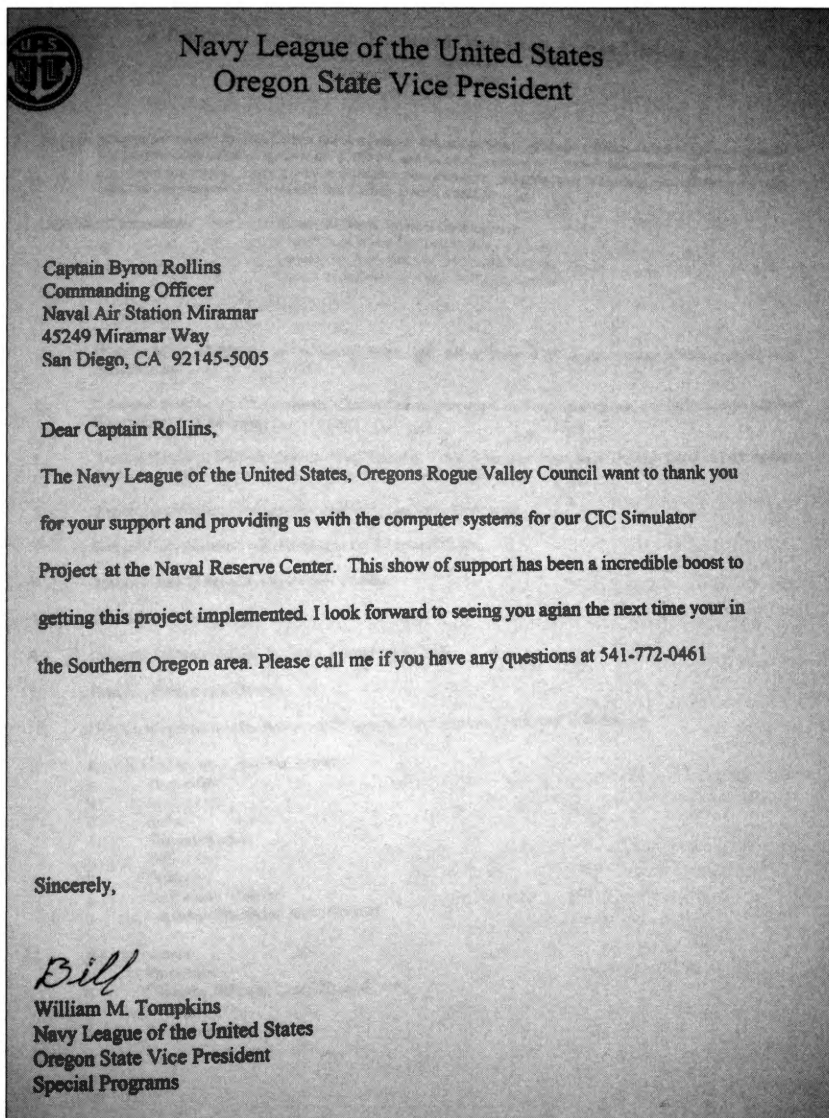 Navy League of the United States
Oregon State Vice President
Captain Byron Rollins
Commanding Officer
Naval Air Station Miramar
45249 Miramar Way
San Diego, CA 92145-5005
Dear Captain Rollins,
The Navy League of the United States, Oregons Rogue Valley Council want to thank you
for your support and providing us with the computer systems for our CIC Simulator
Project at the Naval Reserve Center. This show of support has been a incredible boost to
getting this project implemented. I look forward to seeing you agian the next time your in
the Southern Oregon area. Please call me if you have any questions at 541-772-0461
Sincerely,
Bill
William M. Tompkins
Navy League of the United States
Oregon State Vice President
Special Programs